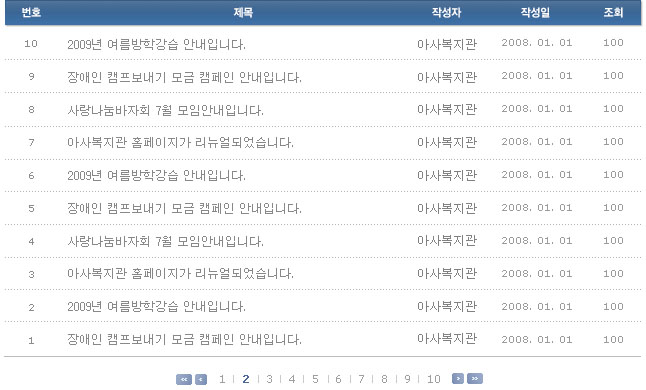 번호 제목 작성자 작성일 조회
10 2009년 여름방학강습 안내입니다. 아사복지관 2008. 01. 01 100
9 장애인 캠프보내기 모금 캠페인 안내입니다. 아사복지관 2008. 01. 01 100
8 사랑나눔바자회 7월 모임안내입니다. 아사복지관 2008. 01. 01 100
7 아사복지관 홈페이지가 리뉴얼되었습니다. 아사복지관 2008. 01. 01 100
6 2009년 여름방학강습 안내입니다. 아사복지관 2008. 01. 01 100
5 장애인 캠프보내기 모금 캠페인 안내입니다. 아사복지관 2008. 01. 01 100
4 사랑나눔바자회 7월 모임안내입니다. 아사복지관 2008. 01. 01 100
3 아사복지관 홈페이지가 리뉴얼되었습니다. 아사복지관 2008. 01. 01 100
2 2009년 여름방학강습 안내입니다. 아사복지관 2008. 01. 01 100
1 장애인 캠프보내기 모금 캠페인 안내입니다. 아사복지관 2008. 01. 01 100
« ‹ 1 | 2 | 3 | 4 | 5 | 6 | 7 | 8 | 9 | 10 › »